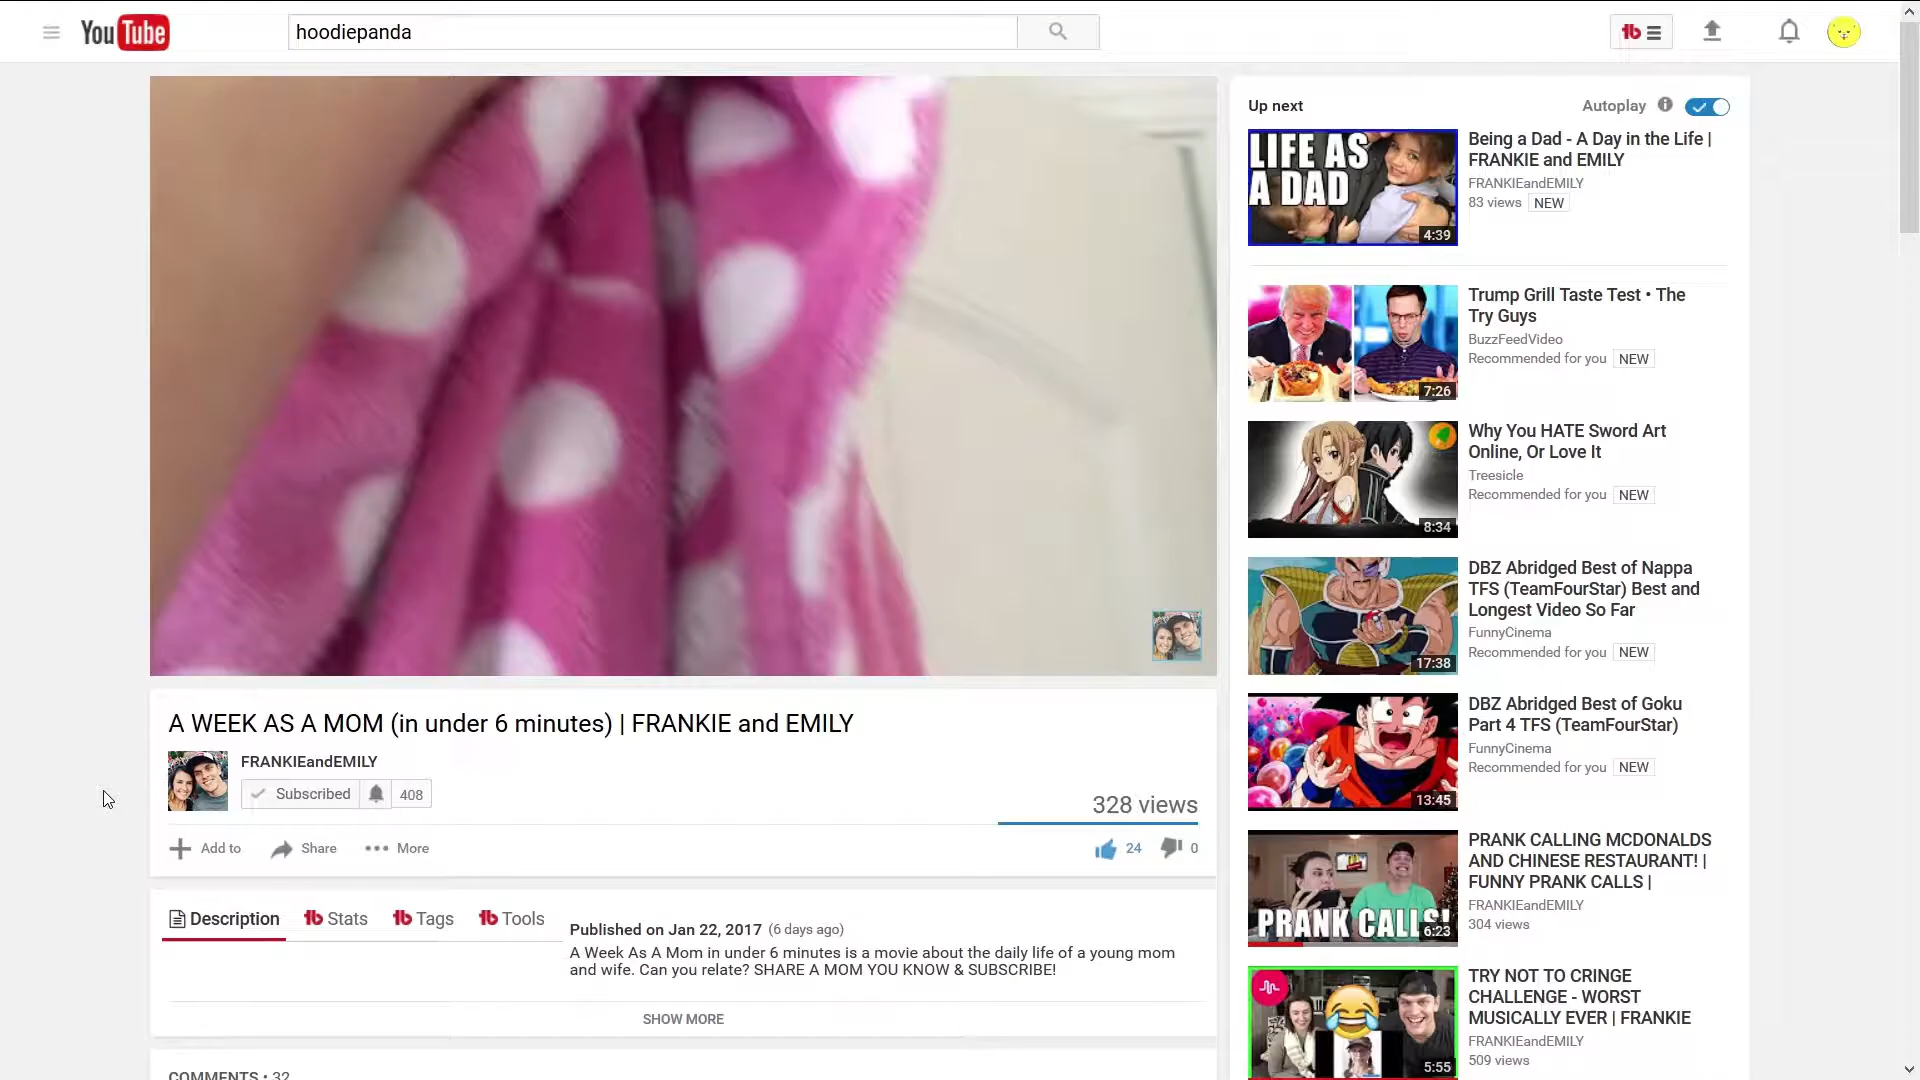 YouTube
hoodiepanda
Up next
Autoplay
LIFE AS
A DAD
4:39
Being a Dad - A Day in the Life |
FRANKIE and EMILY
FRANKIEandEMILY
83 views NEW
7:26
Trump Grill Taste Test • The
Try Guys
BuzzFeedVideo
Recommended for you NEW
8:34
Why You HATE Sword Art
Online, Or Love It
Treesicle
Recommended for you NEW
17:38
DBZ Abridged Best of Nappa
TFS (TeamFourStar) Best and
Longest Video So Far
FunnyCinema
Recommended for you NEW
13:45
DBZ Abridged Best of Goku
Part 4 TFS (TeamFourStar)
FunnyCinema
Recommended for you NEW
PRANK CALLS!
6:23
PRANK CALLING MCDONALDS
AND CHINESE RESTAURANT! |
FUNNY PRANK CALLS |
FRANKIEandEMILY
304 views
5:55
TRY NOT TO CRINGE
CHALLENGE - WORST
MUSICALLY EVER | FRANKIE
FRANKIEandEMILY
509 views
A WEEK AS A MOM (in under 6 minutes) | FRANKIE and EMILY
FRANKIEandEMILY
Subscribed 408
328 views
Add to Share More
24 0
Description tb Stats tb Tags tb Tools
Published on Jan 22, 2017 (6 days ago)
A Week As A Mom in under 6 minutes is a movie about the daily life of a young mom
and wife. Can you relate? SHARE A MOM YOU KNOW & SUBSCRIBE!
SHOW MORE
COMMENTS • 32